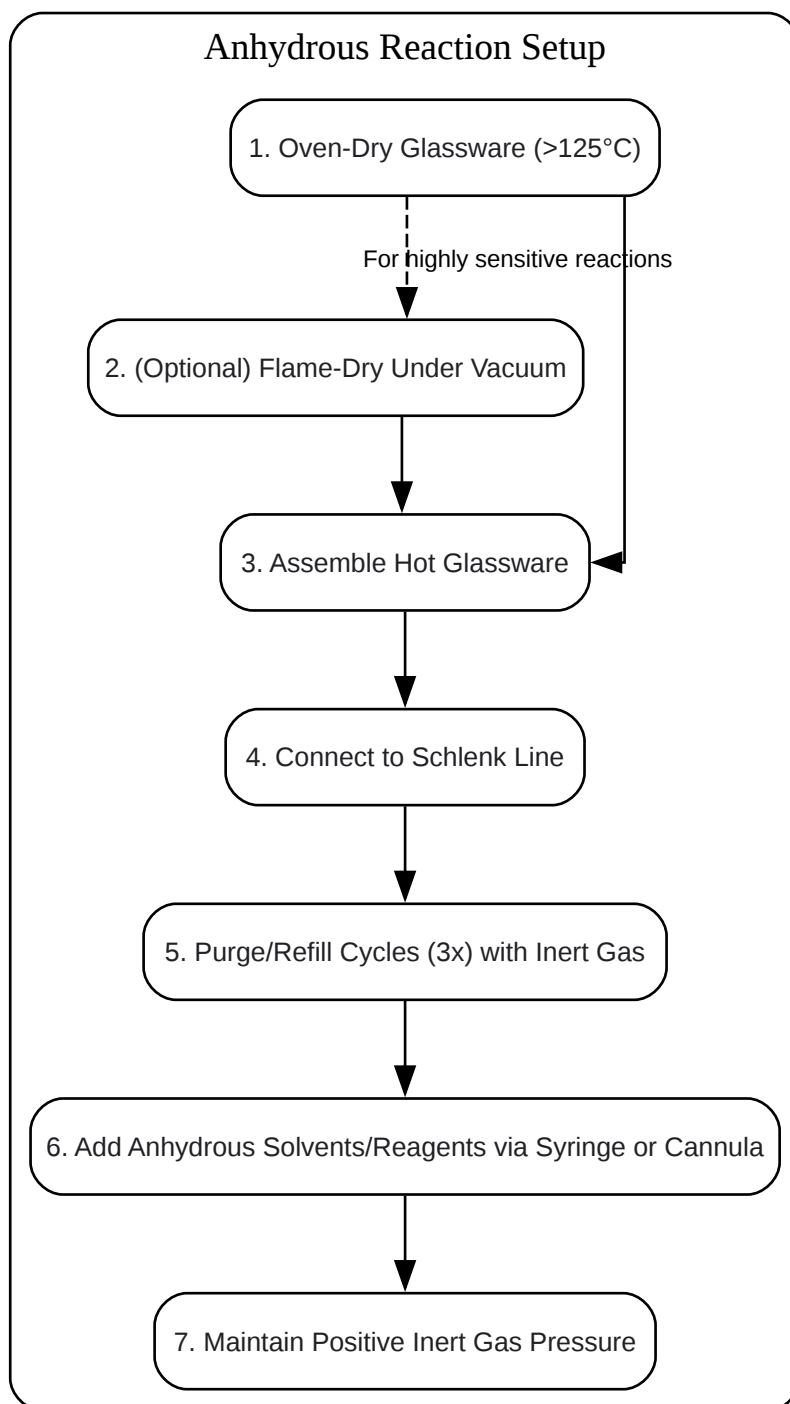 Anhydrous Reaction Setup
1. Oven-Dry Glassware (>125°C)
For highly sensitive reactions
2. (Optional) Flame-Dry Under Vacuum
3. Assemble Hot Glassware
4. Connect to Schlenk Line
5. Purge/Refill Cycles (3x) with Inert Gas
6. Add Anhydrous Solvents/Reagents via Syringe or Cannula
7. Maintain Positive Inert Gas Pressure